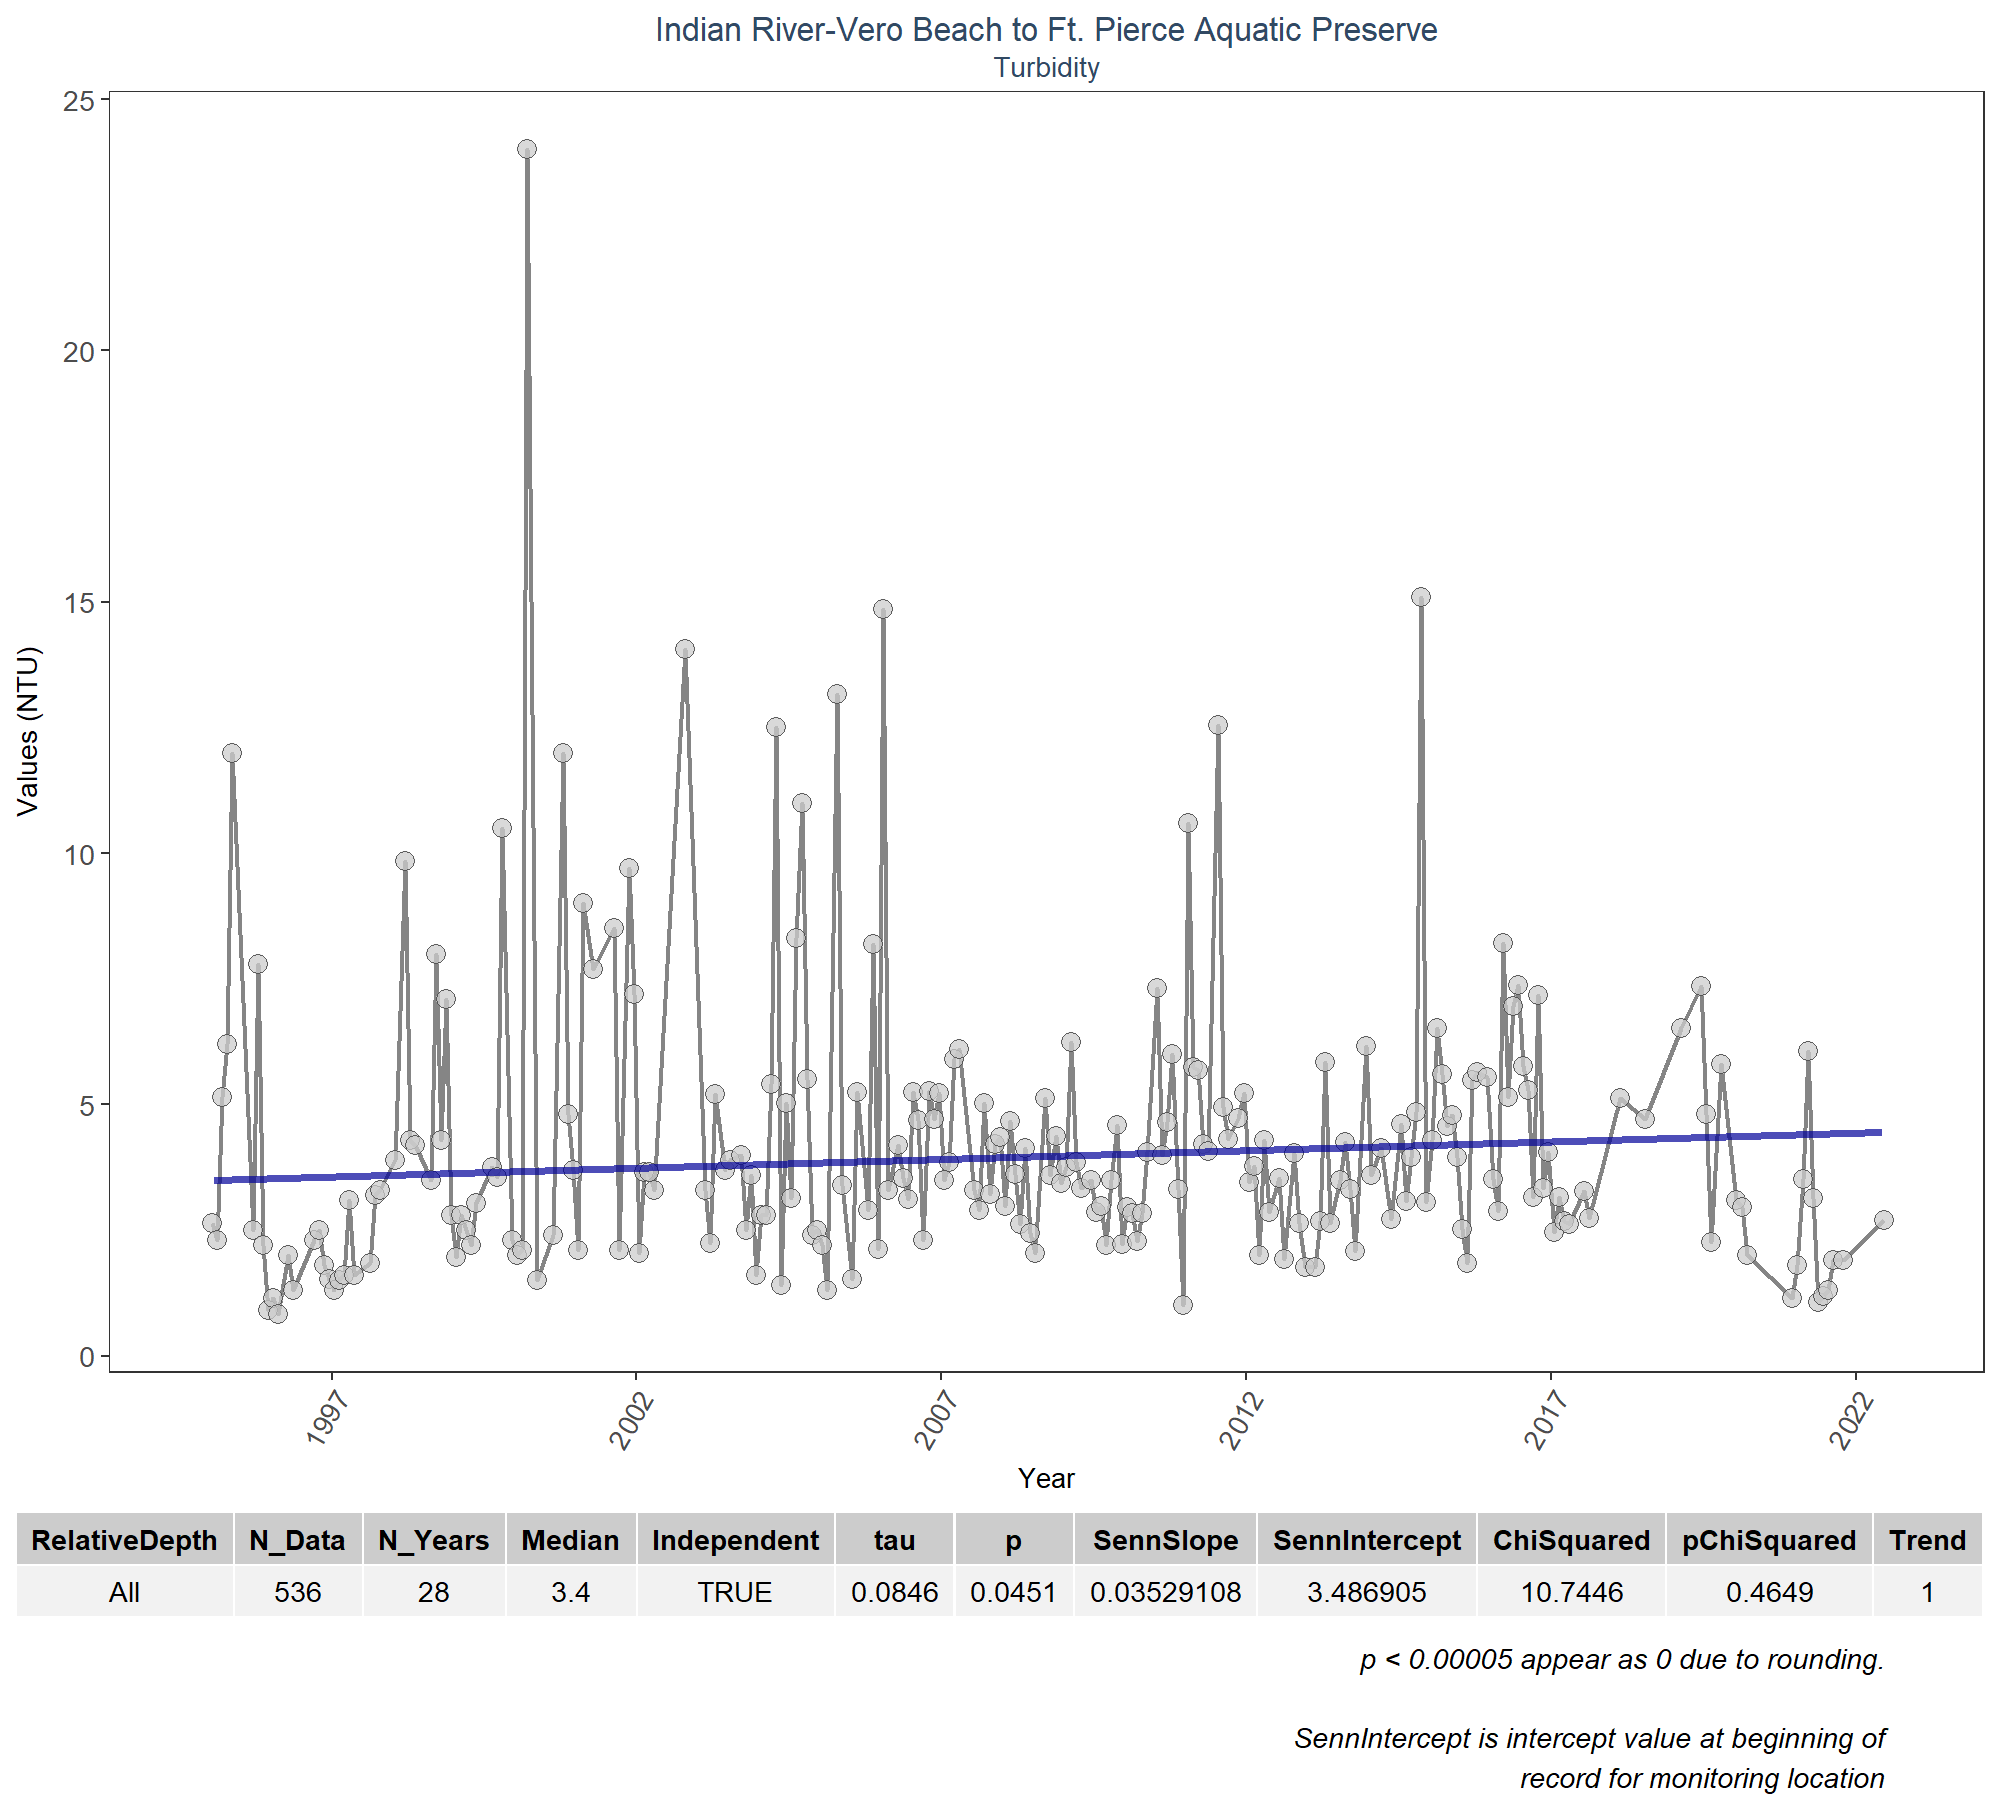 Indian River-Vero Beach to Ft. Pierce Aquatic Preserve
Turbidity
25
20
15
10
5
0
Values (NTU)
1997
2002
2007
2012
2017
2022
Year
RelativeDepth N_Data N_Years Median Independent tau p SennSlope SennIntercept ChiSquared pChiSquared Trend
All 536 28 3.4 TRUE 0.0846 0.0451 0.03529108 3.486905 10.7446 0.4649 1
p < 0.00005 appear as 0 due to rounding.
SennIntercept is intercept value at beginning of
record for monitoring location